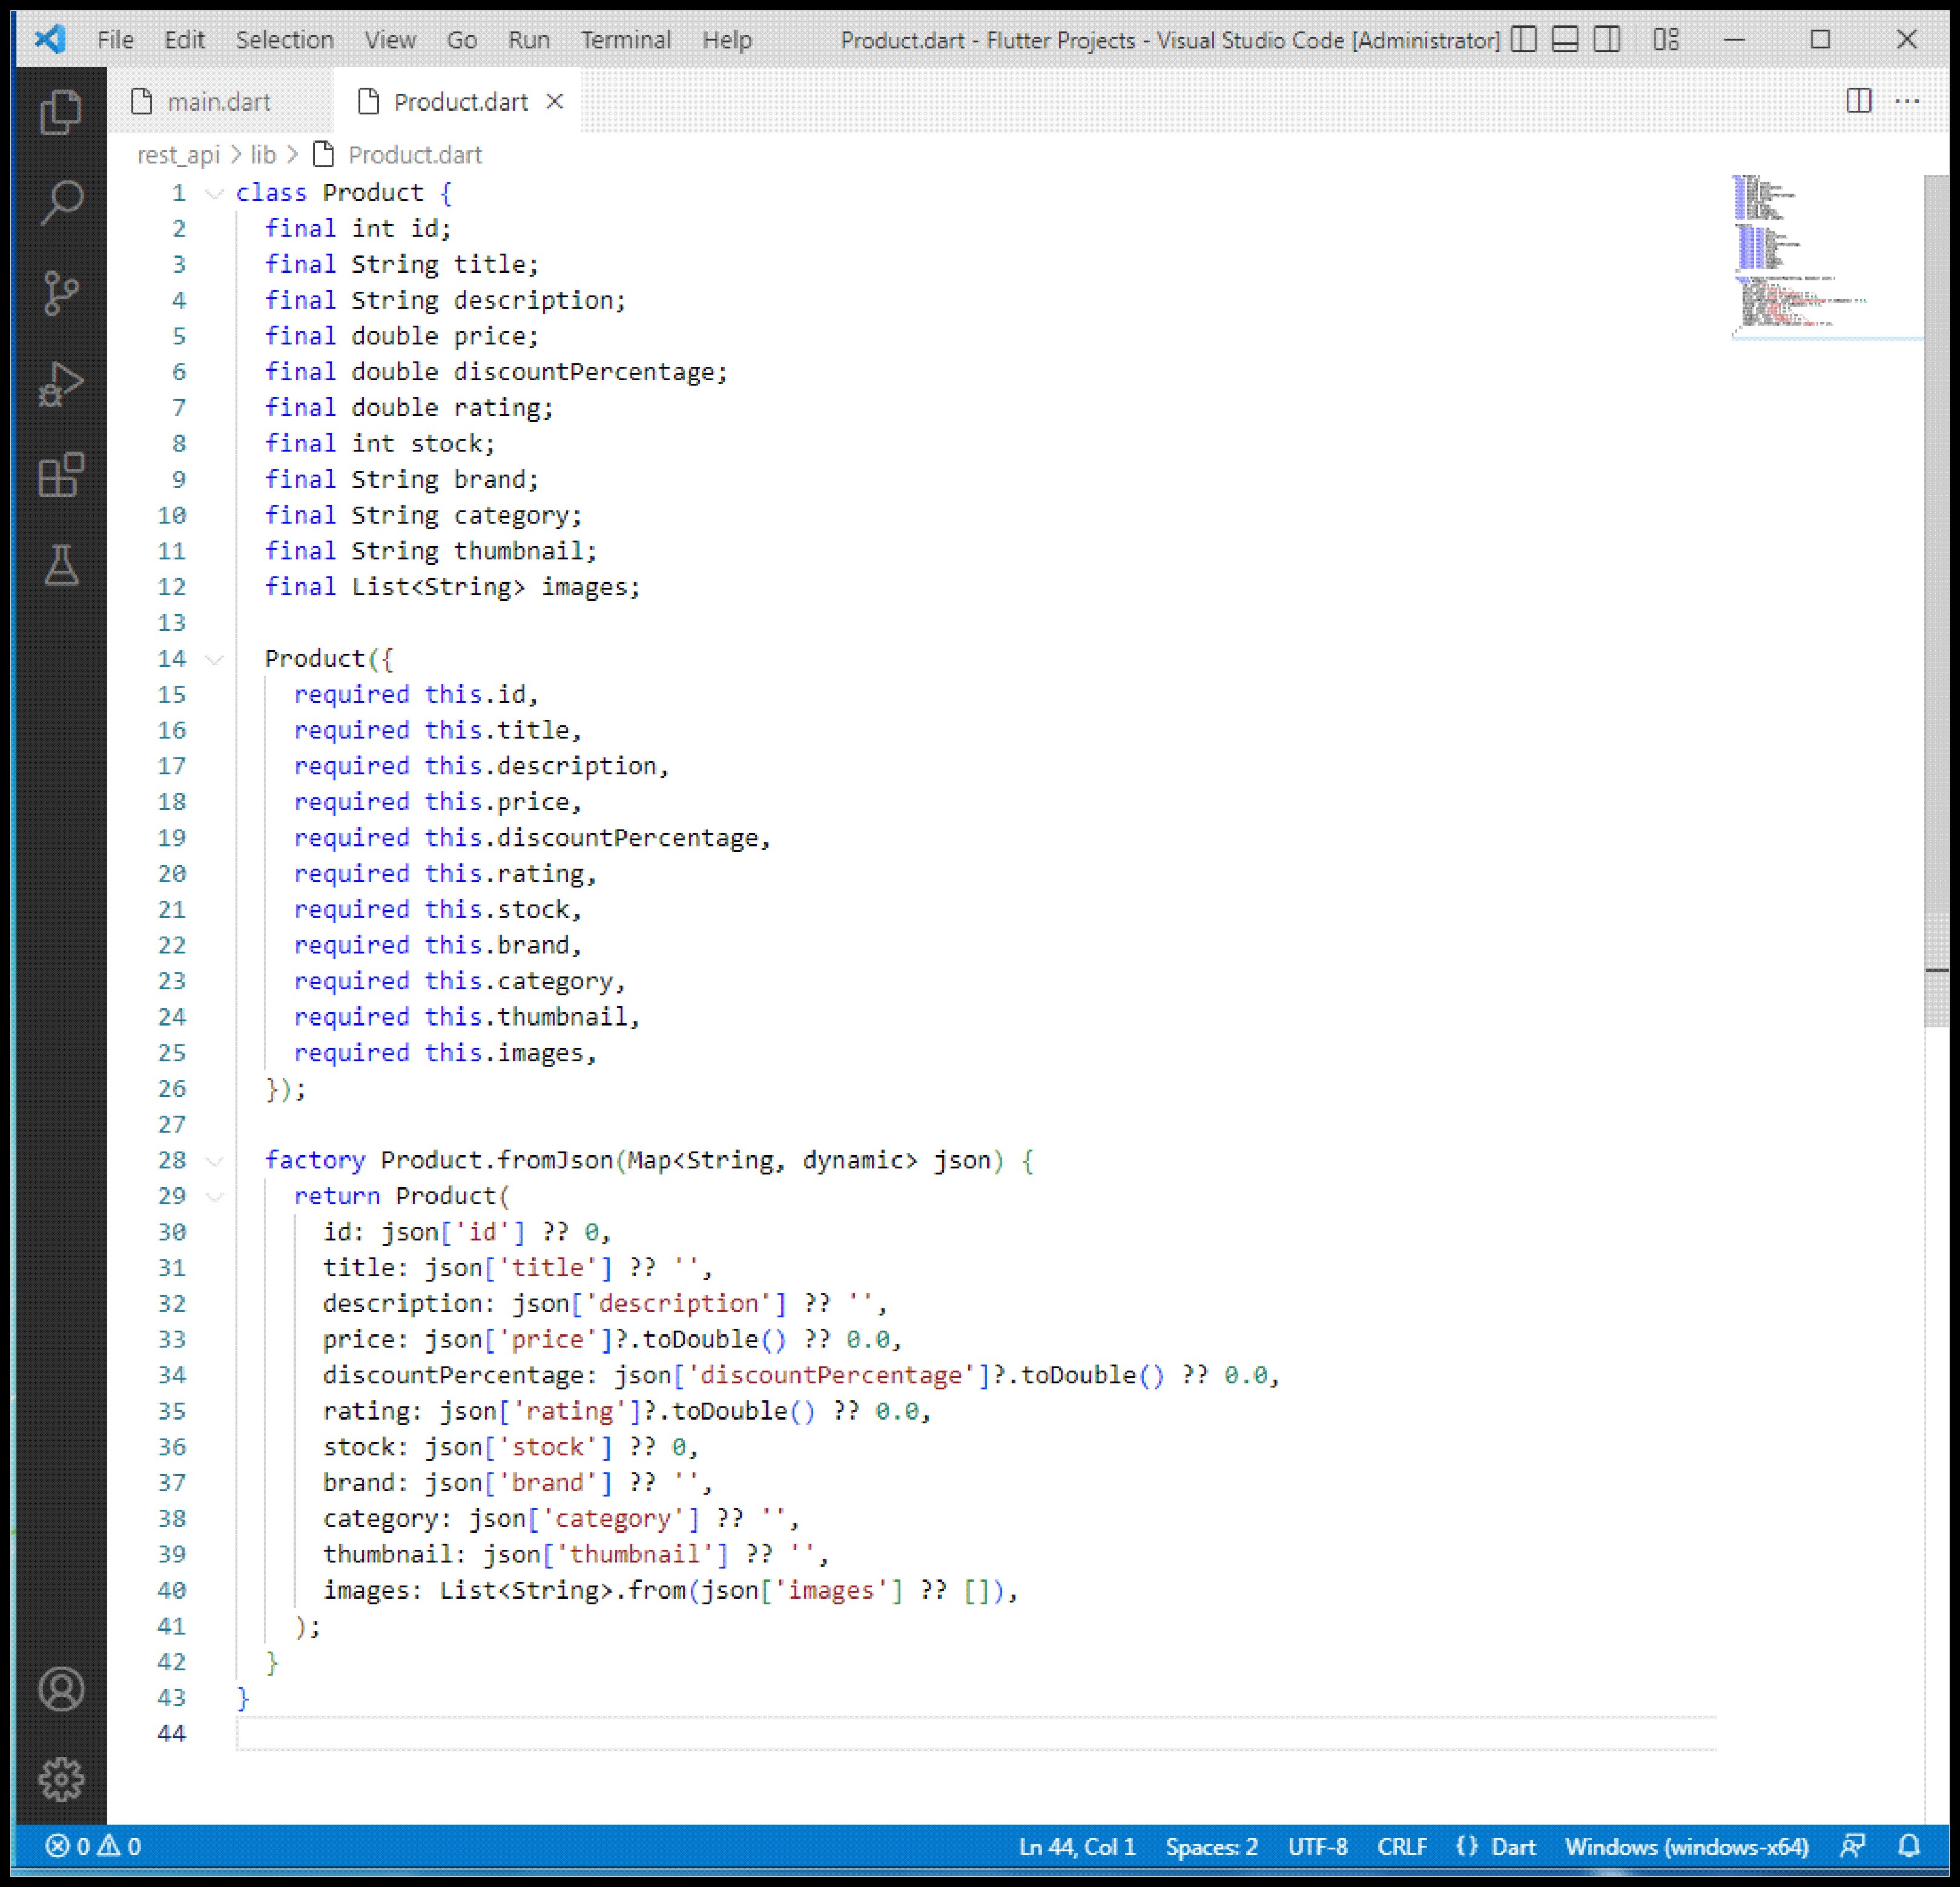 File Edit Selection View Go Run Terminal Help Product.dart - Flutter Projects - Visual Studio Code [Administrator]
main.dart Product.dart
rest_api > lib > Product.dart
1 class Product {
2   final int id;
3   final String title;
4   final String description;
5   final double price;
6   final double discountPercentage;
7   final double rating;
8   final int stock;
9   final String brand;
10   final String category;
11   final String thumbnail;
12   final List<String> images;
13
14   Product({
15     required this.id,
16     required this.title,
17     required this.description,
18     required this.price,
19     required this.discountPercentage,
20     required this.rating,
21     required this.stock,
22     required this.brand,
23     required this.category,
24     required this.thumbnail,
25     required this.images,
26   });
27
28   factory Product.fromJson(Map<String, dynamic> json) {
29     return Product(
30       id: json['id'] ?? 0,
31       title: json['title'] ?? '',
32       description: json['description'] ?? '',
33       price: json['price']?.toDouble() ?? 0.0,
34       discountPercentage: json['discountPercentage']?.toDouble() ?? 0.0,
35       rating: json['rating']?.toDouble() ?? 0.0,
36       stock: json['stock'] ?? 0,
37       brand: json['brand'] ?? '',
38       category: json['category'] ?? '',
39       thumbnail: json['thumbnail'] ?? '',
40       images: List<String>.from(json['images'] ?? []),
41     );
42   }
43 }
44
0 0 Ln 44, Col 1 Spaces: 2 UTF-8 CRLF {} Dart Windows (windows-x64)